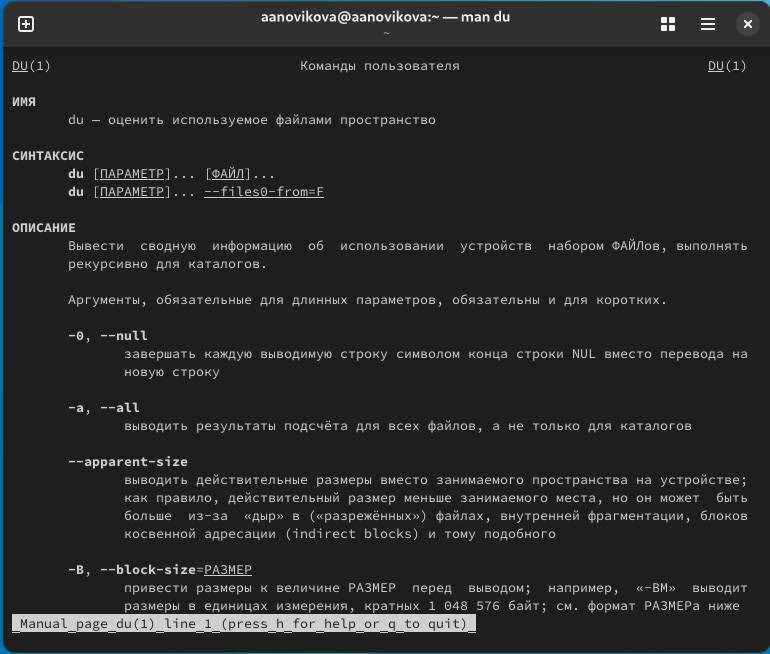 aanovikova@aanovikova:~ — man du
~
DU(1) Команды пользователя DU(1)
ИМЯ
du — оценить используемое файлами пространство
СИНТАКСИС
du [ПАРАМЕТР]... [ФАЙЛ]...
du [ПАРАМЕТР]... --files0-from=F
ОПИСАНИЕ
Вывести сводную информацию об использовании устройств набором ФАЙЛов, выполнять
рекурсивно для каталогов.
Аргументы, обязательные для длинных параметров, обязательны и для коротких.
-0, --null
завершать каждую выводимую строку символом конца строки NUL вместо перевода на
новую строку
-a, --all
выводить результаты подсчёта для всех файлов, а не только для каталогов
--apparent-size
выводить действительные размеры вместо занимаемого пространства на устройстве;
как правило, действительный размер меньше занимаемого места, но он может быть
больше из-за «дыр» в («разрежённых») файлах, внутренней фрагментации, блоков
косвенной адресации (indirect blocks) и тому подобного
-B, --block-size=РАЗМЕР
привести размеры к величине РАЗМЕР перед выводом; например, «-BM» выводит
размеры в единицах измерения, кратных 1 048 576 байт; см. формат РАЗМЕРа ниже
Manual page du(1) line 1 (press h for help or q to quit)